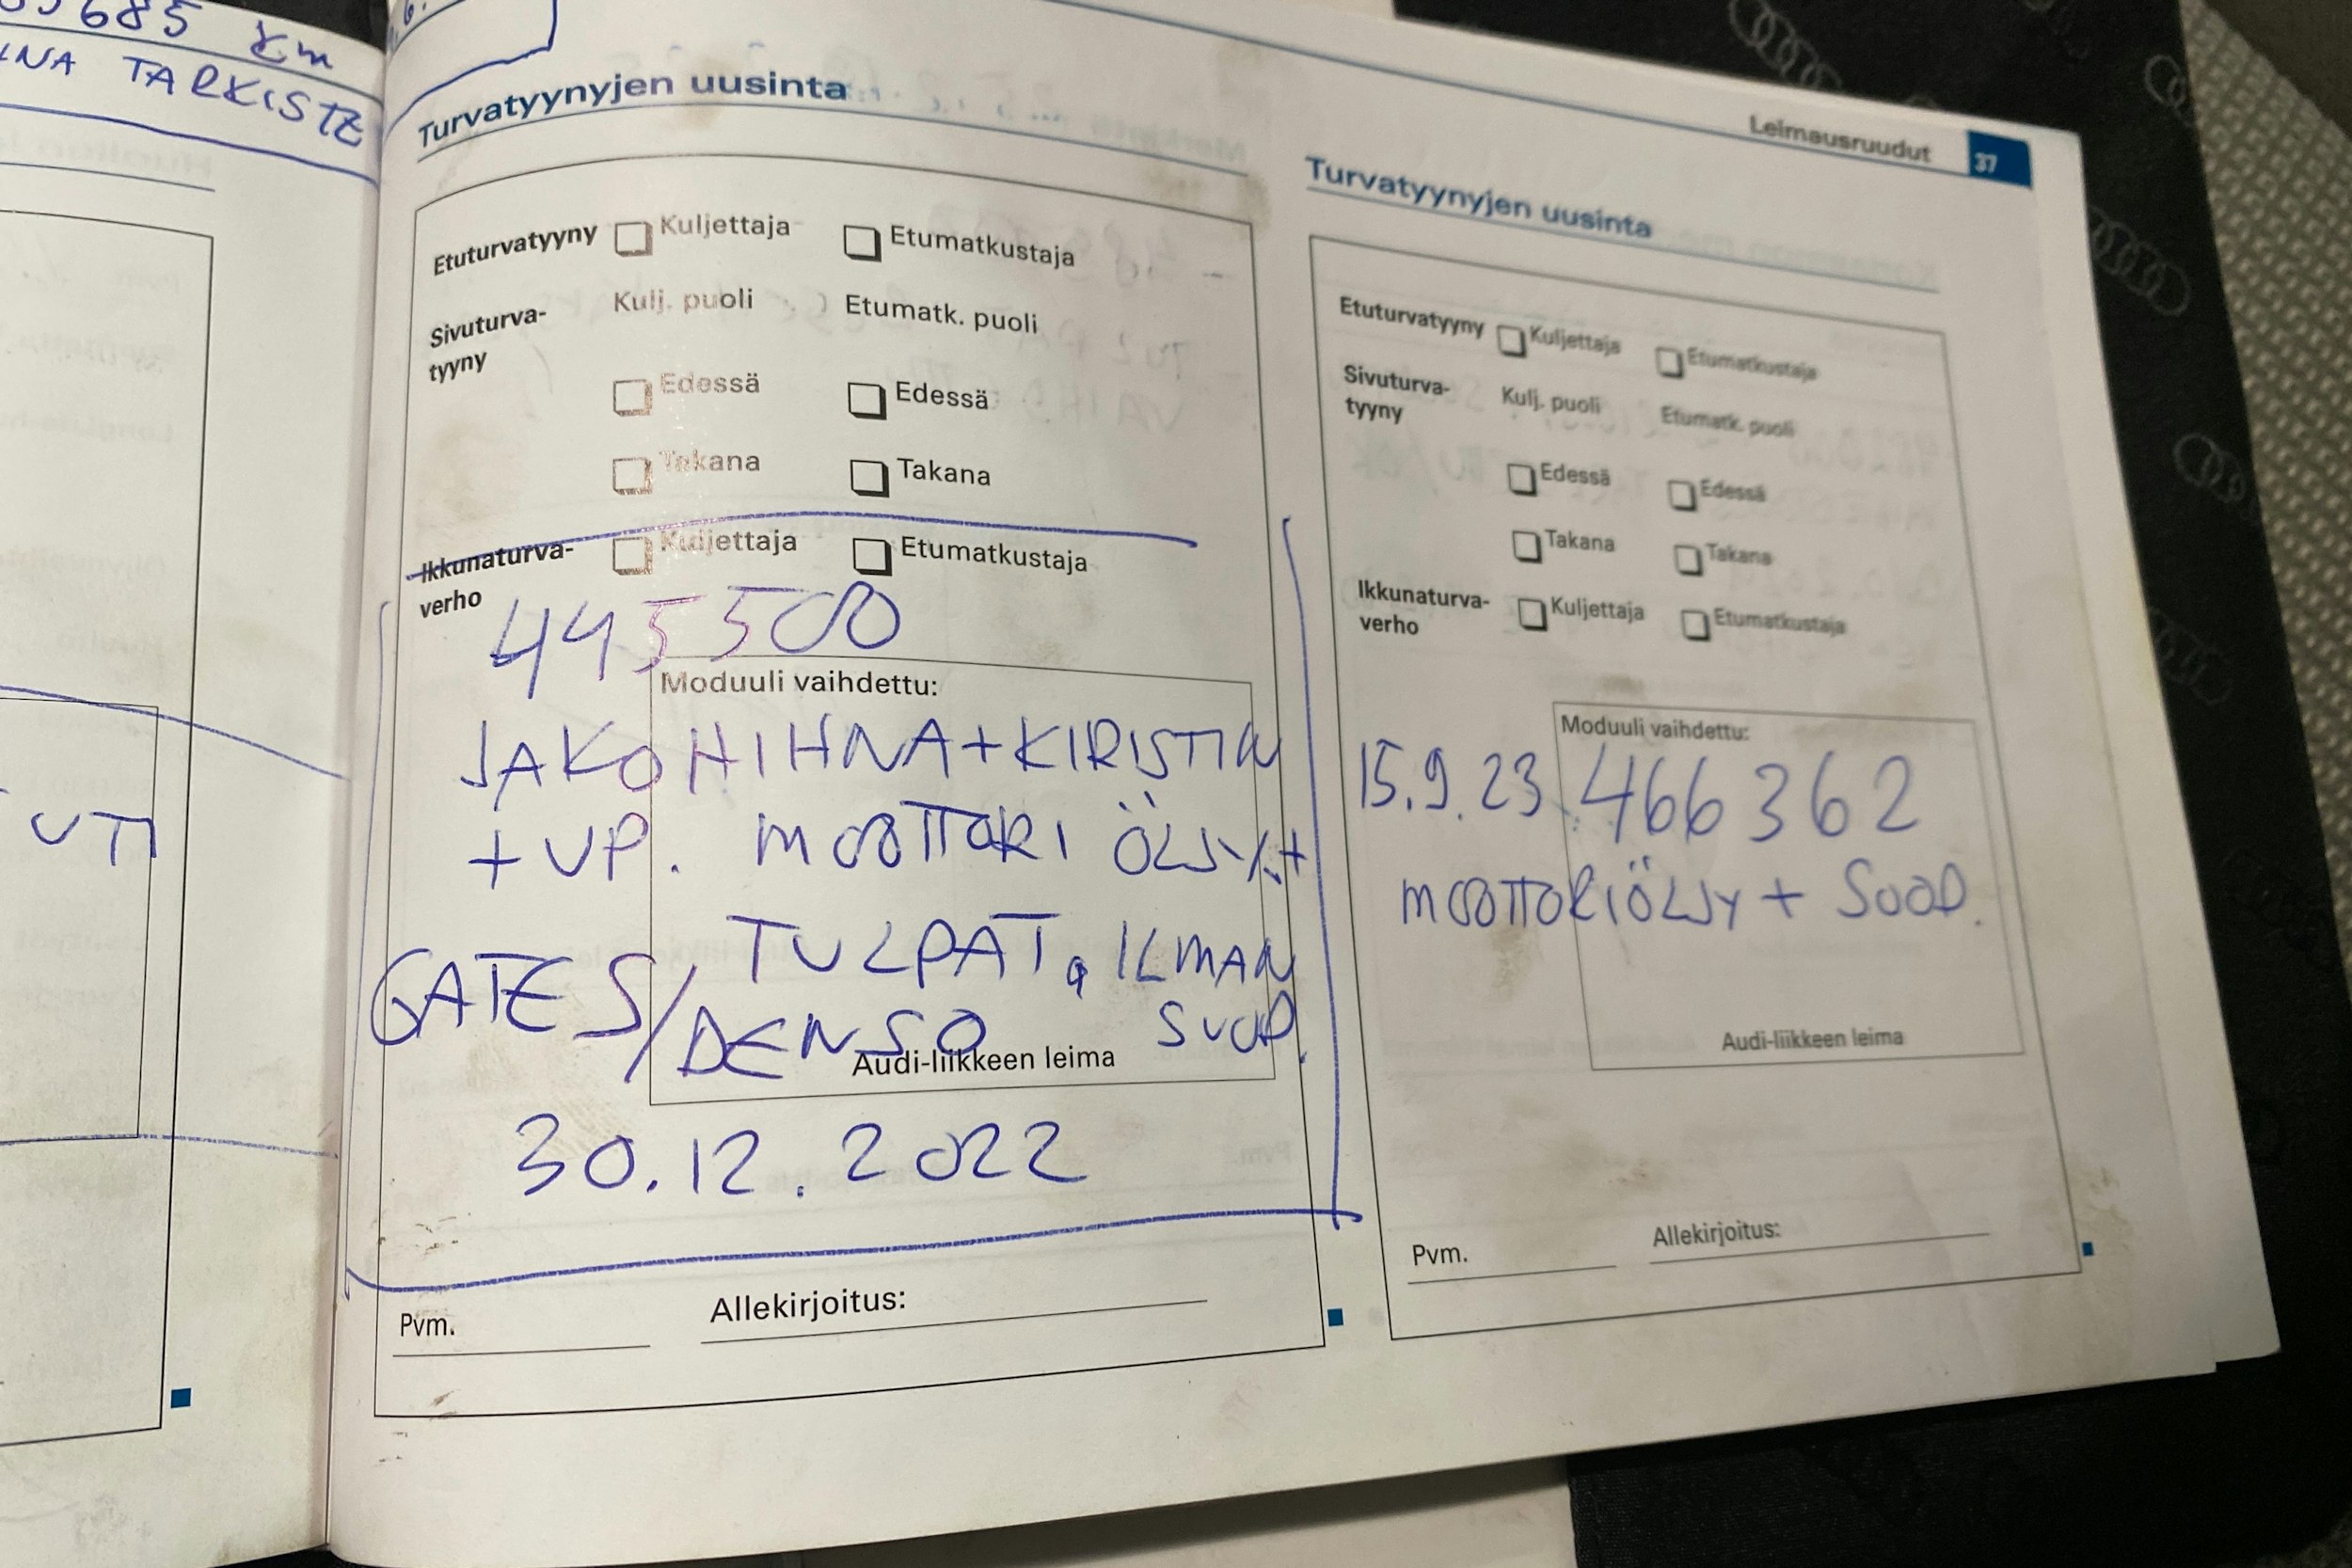 685 km
TARKISTE
UTI
Turvatyynyjen uusinta
Etuturvatyyny Kuljettaja Etumatkustaja
Sivuturva- Kulj. puoli Etumatk. puoli
tyyny
Edessä Edessä
Takana Takana
Ikkunaturva- Kuljettaja Etumatkustaja
verho
445500
Moduuli vaihdettu:
JAKOHIHNA+KIRISTIN
+ VP. MOOTTORI ÖLJY.+
TULPAT, ILMAN
GATES/DENSO SUOD.
Audi-liikkeen leima
30.12.2022
Pvm. Allekirjoitus:
Leimausruudut 37
Turvatyynyjen uusinta
Etuturvatyyny Kuljettaja Etumatkustaja
Sivuturva- Kulj. puoli Etumatk. puoli
tyyny
Edessä Edessä
Takana Takana
Ikkunaturva- Kuljettaja Etumatkustaja
verho
Moduuli vaihdettu:
15.9.23 466362
MOOTTORIÖLJY + SUOD.
Audi-liikkeen leima
Pvm. Allekirjoitus: